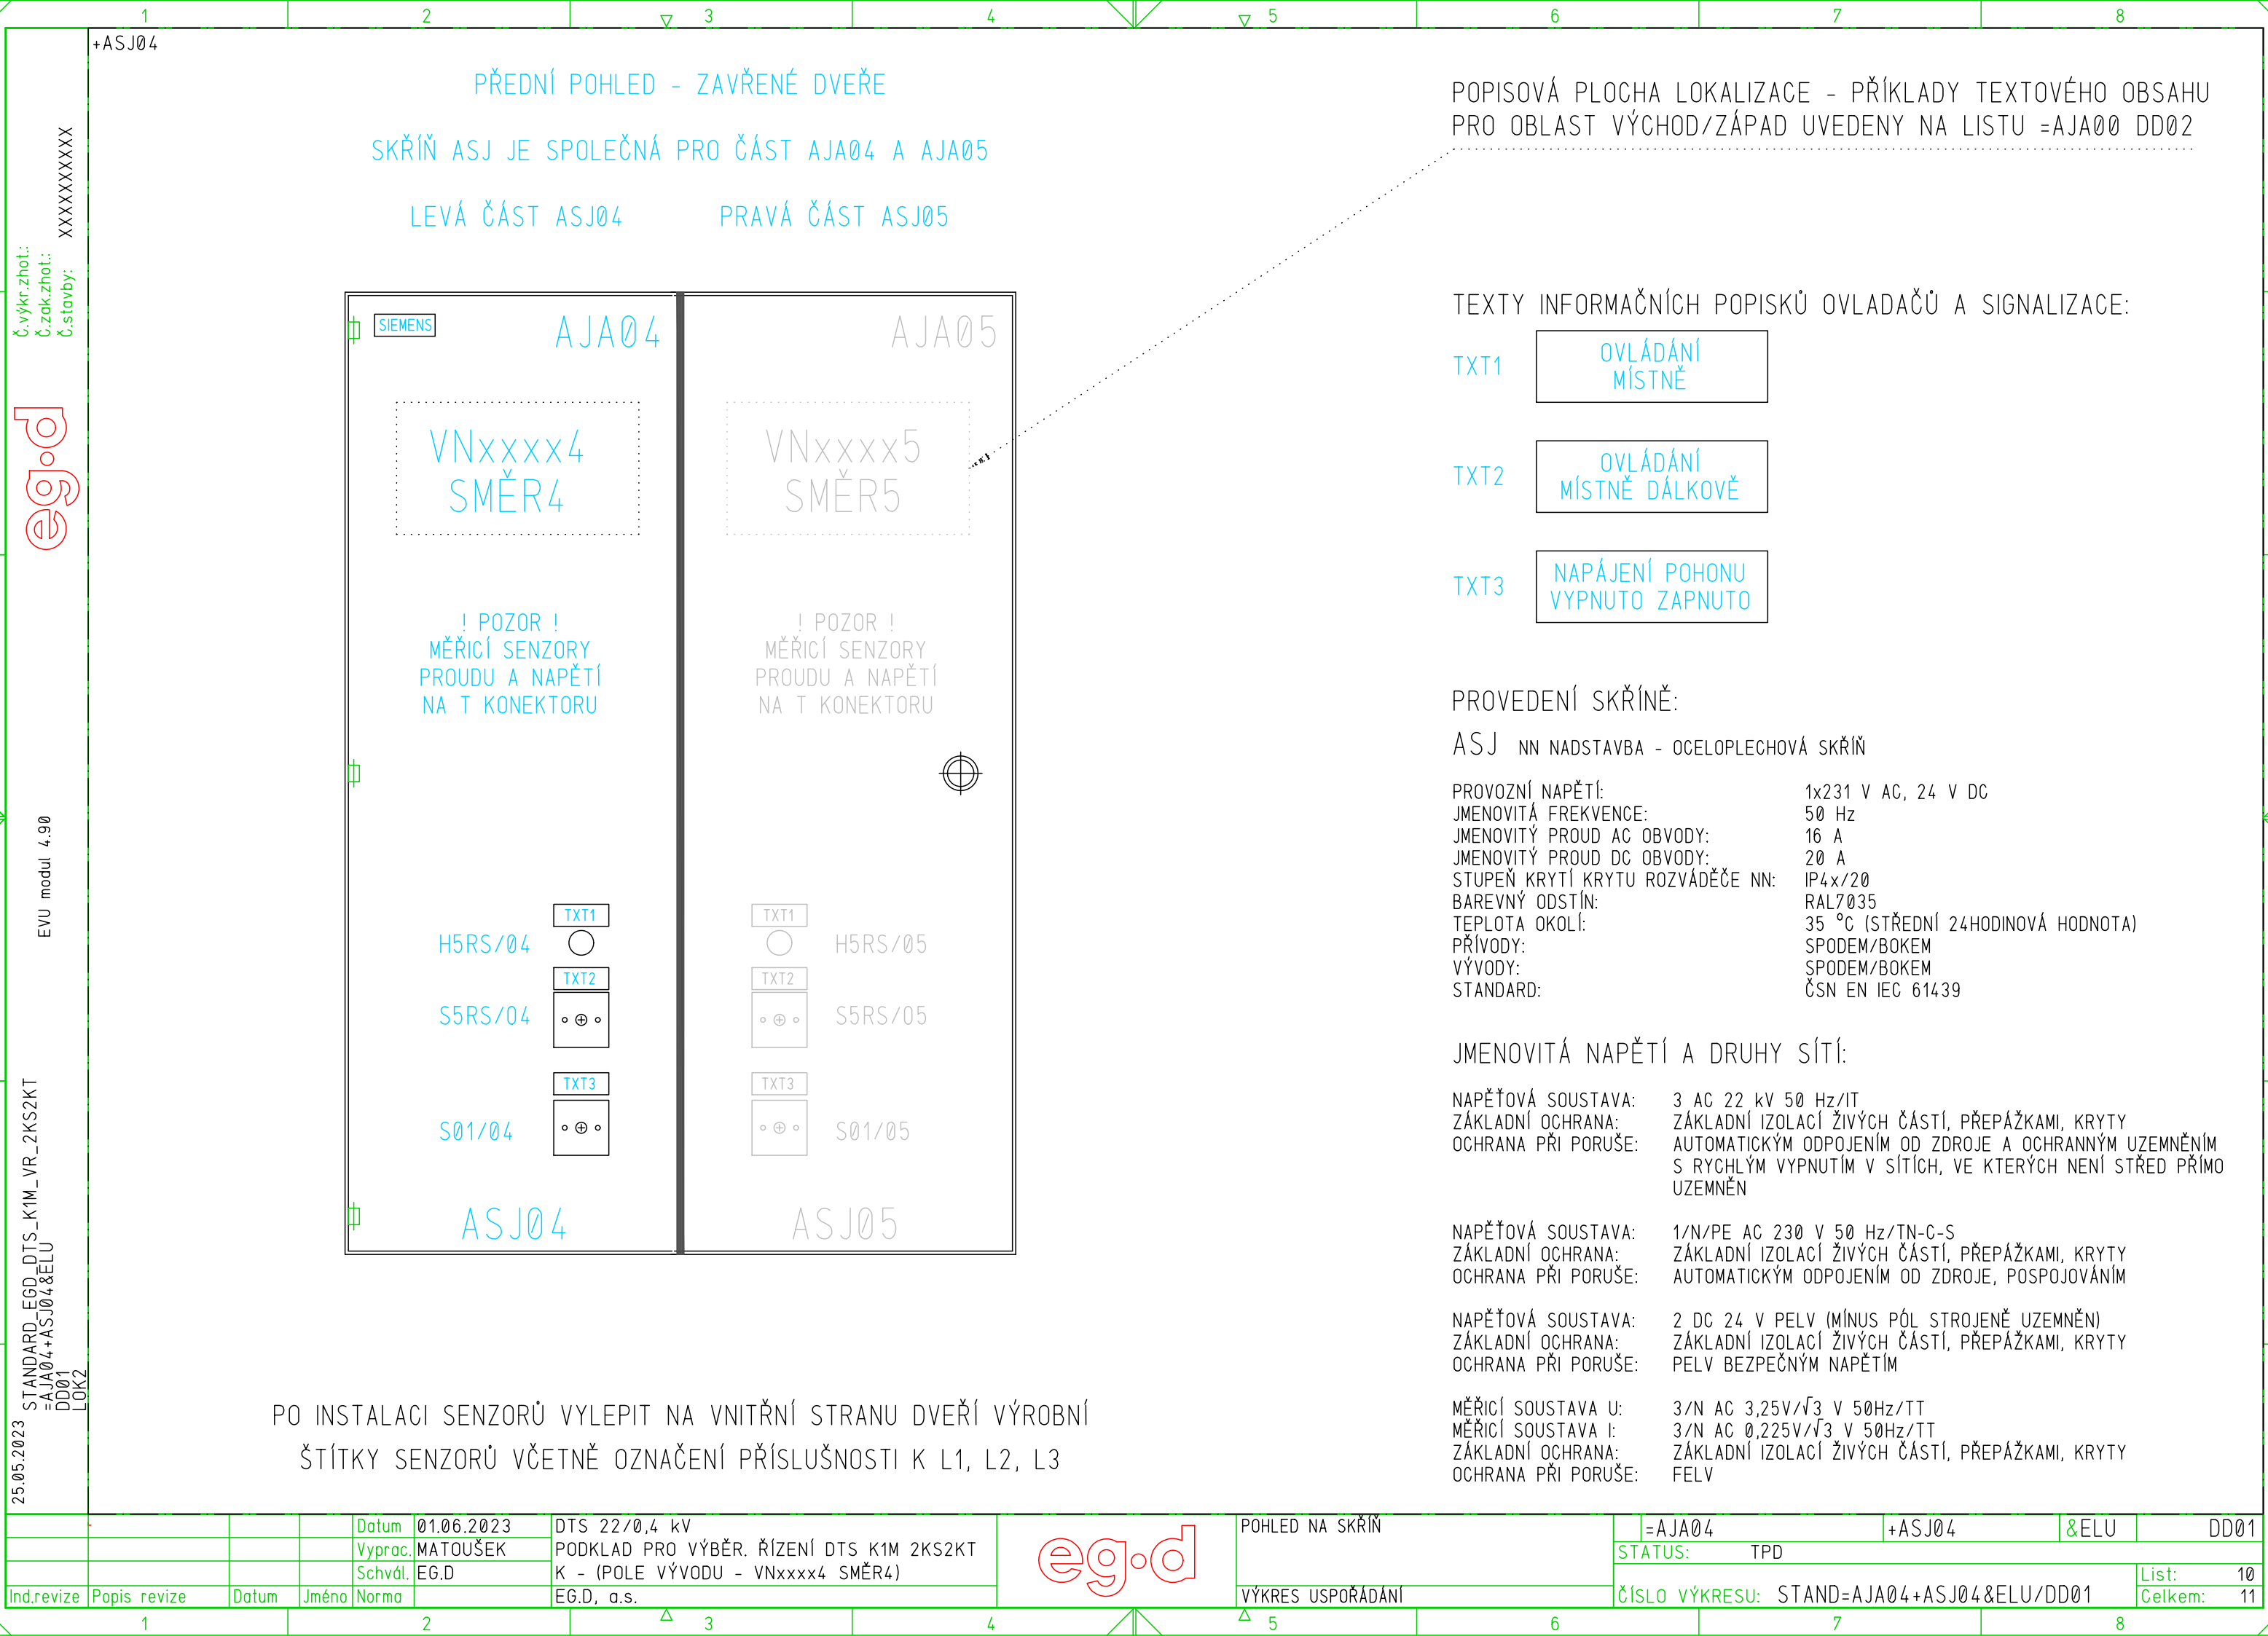 1 2 3 4 5 6 7 8
+ASJ04
PŘEDNÍ POHLED - ZAVŘENÉ DVEŘE
SKŘÍŇ ASJ JE SPOLEČNÁ PRO ČÁST AJA04 A AJA05
LEVÁ ČÁST ASJ04 PRAVÁ ČÁST ASJ05
POPISOVÁ PLOCHA LOKALIZACE - PŘÍKLADY TEXTOVÉHO OBSAHU
PRO OBLAST VÝCHOD/ZÁPAD UVEDENY NA LISTU =AJA00 DD02
Č.výkr.zhot.:
Č.zak.zhot.:
Č.stavby: XXXXXXXXXX
eg.d
EVU modul 4.90
STANDARD_EGD_DTS_K1M_VR_2KS2KT
=AJA04+ASJ04&ELU
DD01
LOK2
25.05.2023
SIEMENS
AJA04
AJA05
VNxxxx4
SMĚR4
VNxxxx5
SMĚR5
! POZOR !
MĚŘICÍ SENZORY
PROUDU A NAPĚTÍ
NA T KONEKTORU
! POZOR !
MĚŘICÍ SENZORY
PROUDU A NAPĚTÍ
NA T KONEKTORU
TXT1
H5RS/04
TXT2
S5RS/04
TXT3
S01/04
TXT1
H5RS/05
TXT2
S5RS/05
TXT3
S01/05
ASJ04
ASJ05
TEXTY INFORMAČNÍCH POPISKŮ OVLADAČŮ A SIGNALIZACE:
TXT1
OVLÁDÁNÍ
MÍSTNĚ
TXT2
OVLÁDÁNÍ
MÍSTNĚ DÁLKOVĚ
TXT3
NAPÁJENÍ POHONU
VYPNUTO ZAPNUTO
PROVEDENÍ SKŘÍNĚ:
ASJ NN NADSTAVBA - OCELOPLECHOVÁ SKŘÍŇ
PROVOZNÍ NAPĚTÍ: 1x231 V AC, 24 V DC
JMENOVITÁ FREKVENCE: 50 Hz
JMENOVITÝ PROUD AC OBVODY: 16 A
JMENOVITÝ PROUD DC OBVODY: 20 A
STUPEŇ KRYTÍ KRYTU ROZVÁDĚČE NN: IP4x/20
BAREVNÝ ODSTÍN: RAL7035
TEPLOTA OKOLÍ: 35 °C (STŘEDNÍ 24HODINOVÁ HODNOTA)
PŘÍVODY: SPODEM/BOKEM
VÝVODY: SPODEM/BOKEM
STANDARD: ČSN EN IEC 61439
JMENOVITÁ NAPĚTÍ A DRUHY SÍTÍ:
NAPĚŤOVÁ SOUSTAVA: 3 AC 22 kV 50 Hz/IT
ZÁKLADNÍ OCHRANA: ZÁKLADNÍ IZOLACÍ ŽIVÝCH ČÁSTÍ, PŘEPÁŽKAMI, KRYTY
OCHRANA PŘI PORUŠE: AUTOMATICKÝM ODPOJENÍM OD ZDROJE A OCHRANNÝM UZEMNĚNÍM
S RYCHLÝM VYPNUTÍM V SÍTÍCH, VE KTERÝCH NENÍ STŘED PŘÍMO
UZEMNĚN
NAPĚŤOVÁ SOUSTAVA: 1/N/PE AC 230 V 50 Hz/TN-C-S
ZÁKLADNÍ OCHRANA: ZÁKLADNÍ IZOLACÍ ŽIVÝCH ČÁSTÍ, PŘEPÁŽKAMI, KRYTY
OCHRANA PŘI PORUŠE: AUTOMATICKÝM ODPOJENÍM OD ZDROJE, POSPOJOVÁNÍM
NAPĚŤOVÁ SOUSTAVA: 2 DC 24 V PELV (MÍNUS PÓL STROJENĚ UZEMNĚN)
ZÁKLADNÍ OCHRANA: ZÁKLADNÍ IZOLACÍ ŽIVÝCH ČÁSTÍ, PŘEPÁŽKAMI, KRYTY
OCHRANA PŘI PORUŠE: PELV BEZPEČNÝM NAPĚTÍM
MĚŘICÍ SOUSTAVA U: 3/N AC 3,25V/√3 V 50Hz/TT
MĚŘICÍ SOUSTAVA I: 3/N AC 0,225V/√3 V 50Hz/TT
ZÁKLADNÍ OCHRANA: ZÁKLADNÍ IZOLACÍ ŽIVÝCH ČÁSTÍ, PŘEPÁŽKAMI, KRYTY
OCHRANA PŘI PORUŠE: FELV
PO INSTALACI SENZORŮ VYLEPIT NA VNITŘNÍ STRANU DVEŘÍ VÝROBNÍ
ŠTÍTKY SENZORŮ VČETNĚ OZNAČENÍ PŘÍSLUŠNOSTI K L1, L2, L3
Datum 01.06.2023 DTS 22/0,4 kV
Vyprac. MATOUŠEK PODKLAD PRO VÝBĚR. ŘÍZENÍ DTS K1M 2KS2KT
Schvál. EG.D K - (POLE VÝVODU - VNxxxx4 SMĚR4)
Ind.revize Popis revize Datum Jméno Norma EG.D, a.s.
eg.d
POHLED NA SKŘÍŇ
VÝKRES USPOŘÁDÁNÍ
=AJA04 +ASJ04 &ELU DD01
STATUS: TPD
List: 10
ČÍSLO VÝKRESU: STAND=AJA04+ASJ04&ELU/DD01
Celkem: 11
1 2 3 4 5 6 7 8